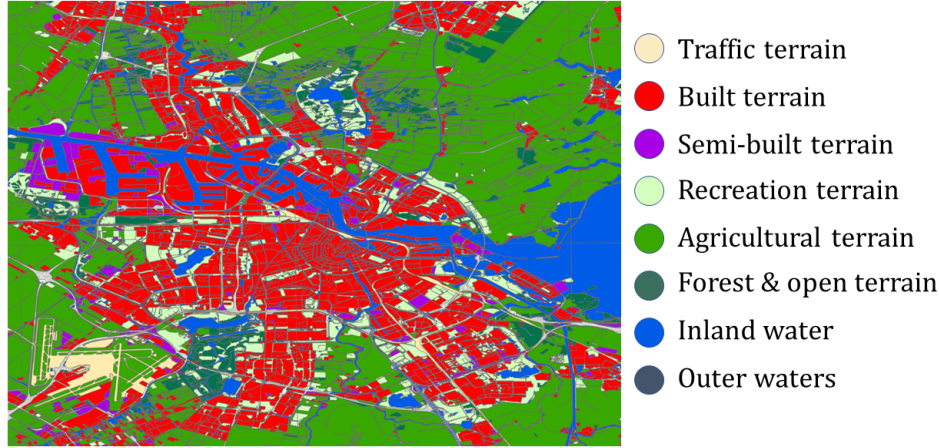 Traffic terrain
Built terrain
Semi-built terrain
Recreation terrain
Agricultural terrain
Forest & open terrain
Inland water
Outer waters